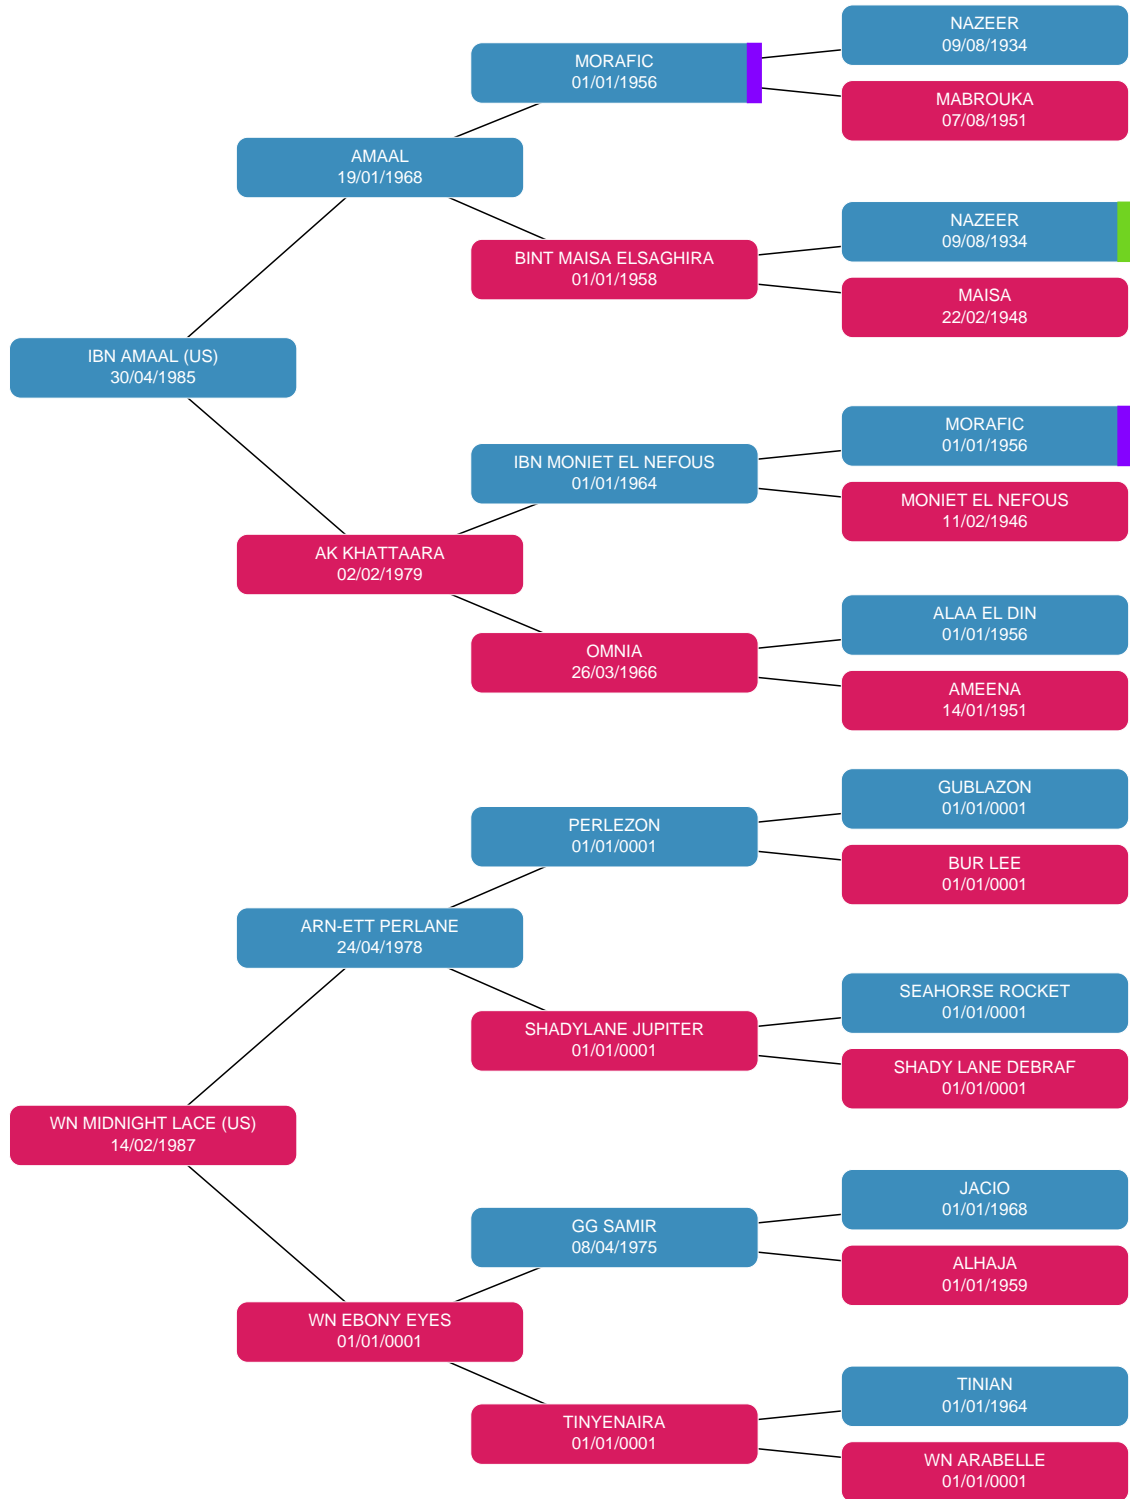 NAZEER
09/08/1934
MORAFIC
01/01/1956
MABROUKA
07/08/1951
AMAAL
19/01/1968
NAZEER
09/08/1934
BINT MAISA ELSAGHIRA
01/01/1958
MAISA
22/02/1948
IBN AMAAL (US)
30/04/1985
MORAFIC
01/01/1956
IBN MONIET EL NEFOUS
01/01/1964
MONIET EL NEFOUS
11/02/1946
AK KHATTAARA
02/02/1979
ALAA EL DIN
01/01/1956
OMNIA
26/03/1966
AMEENA
14/01/1951
GUBLAZON
01/01/0001
PERLEZON
01/01/0001
BUR LEE
01/01/0001
ARN-ETT PERLANE
24/04/1978
SEAHORSE ROCKET
01/01/0001
SHADYLANE JUPITER
01/01/0001
SHADY LANE DEBRAF
01/01/0001
WN MIDNIGHT LACE (US)
14/02/1987
JACIO
01/01/1968
GG SAMIR
08/04/1975
ALHAJA
01/01/1959
WN EBONY EYES
01/01/0001
TINIAN
01/01/1964
TINYENAIRA
01/01/0001
WN ARABELLE
01/01/0001